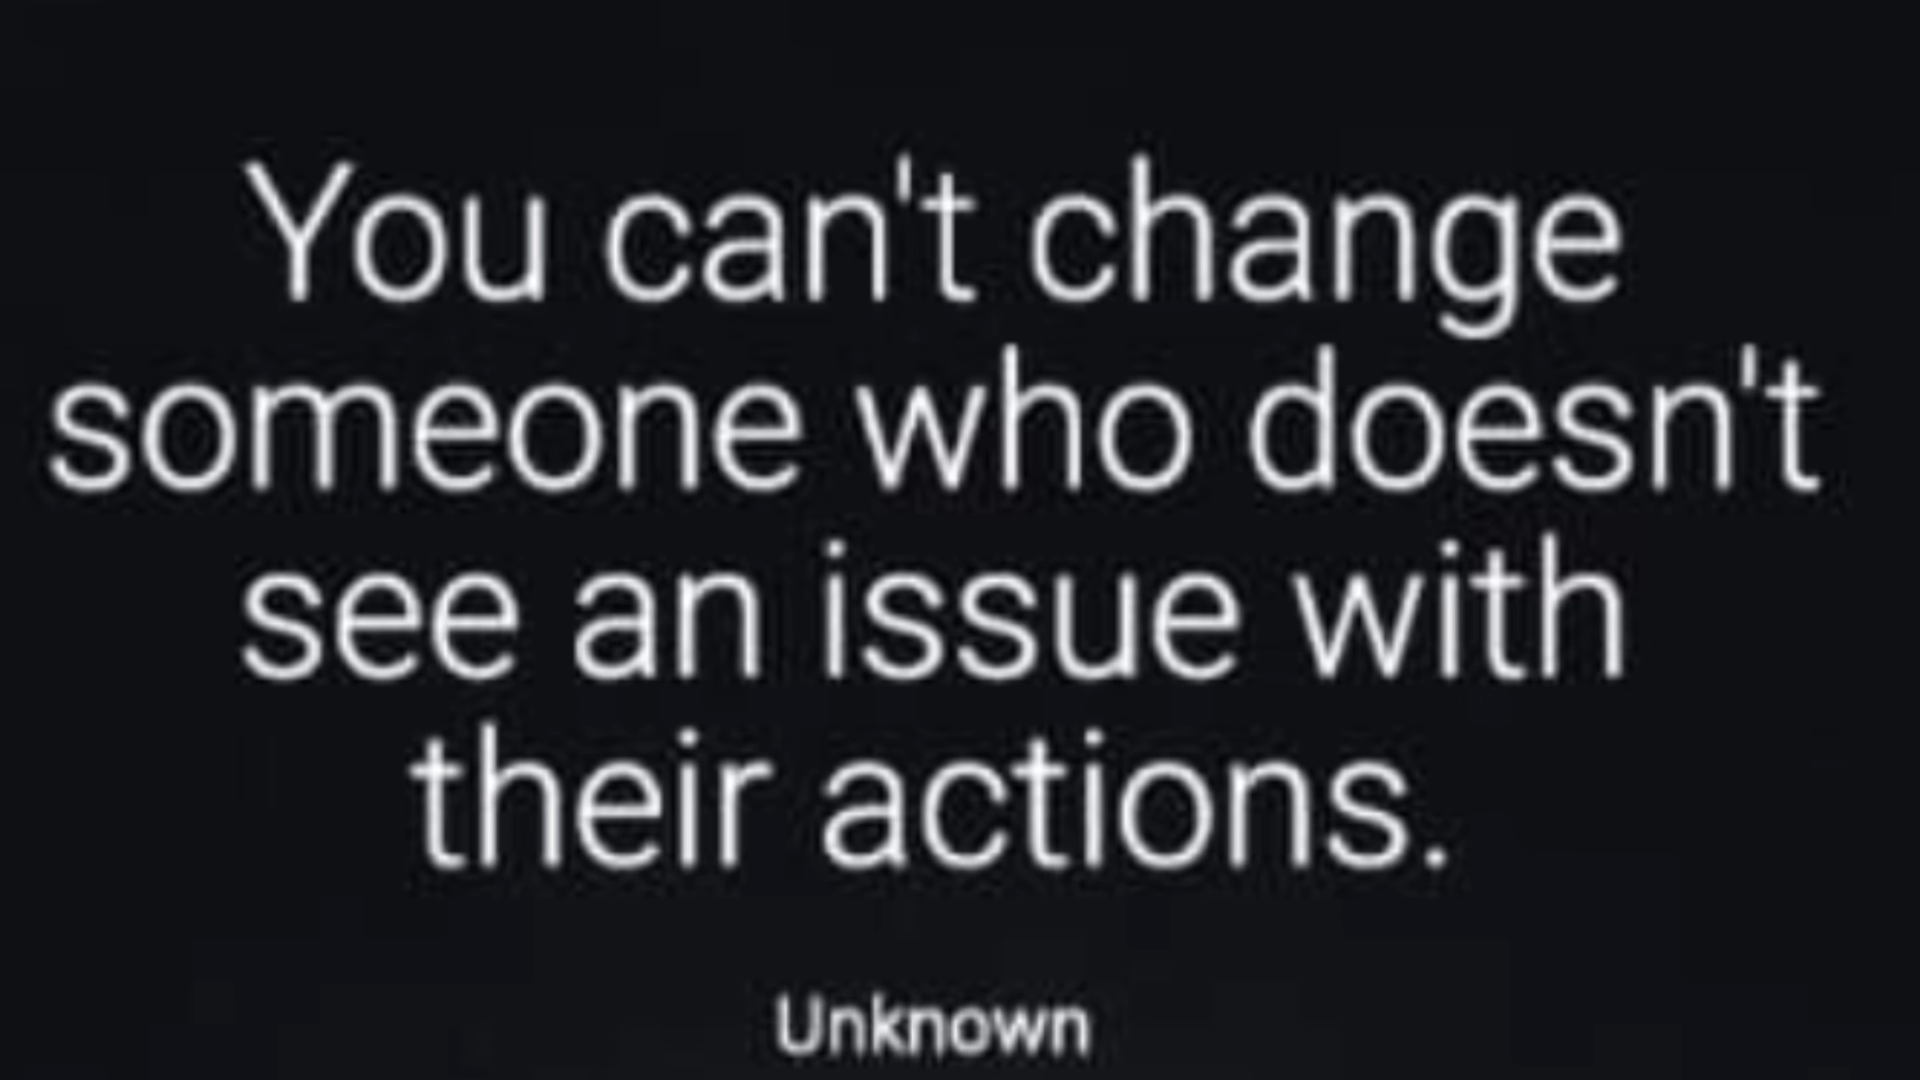 You can't change
someone who doesn't
see an issue with
their actions.
Unknown